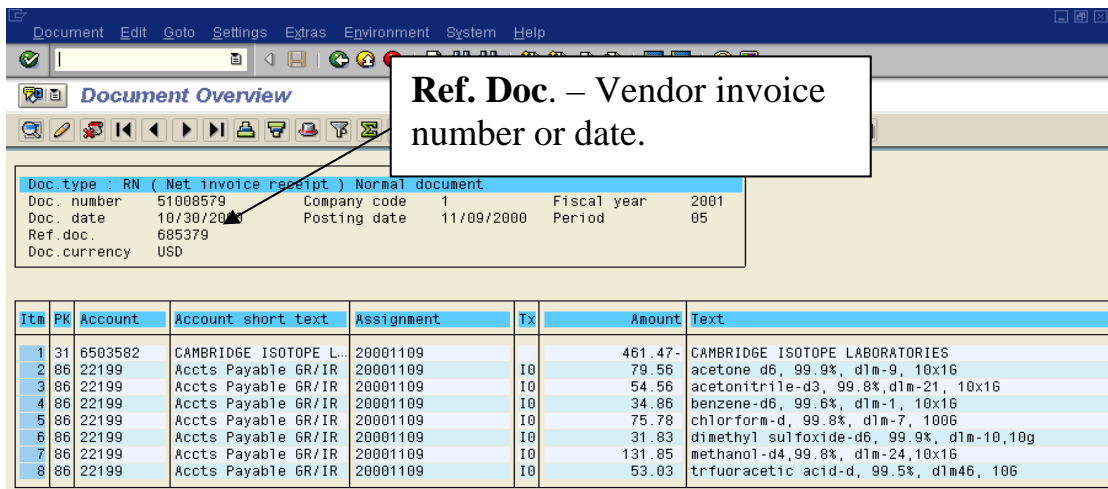 Document Edit Goto Settings Extras Environment System Help
Document Overview
Ref. Doc. – Vendor invoice
number or date.
Doc.type : RN ( Net invoice receipt ) Normal document
Doc. number 51008579 Company code 1 Fiscal year 2001
Doc. date 10/30/2000 Posting date 11/09/2000 Period 05
Ref.doc. 685379
Doc.currency USD
Itm PK Account Account short text Assignment Tx Amount Text
1 31 6503582 CAMBRIDGE ISOTOPE L… 20001109 461.47- CAMBRIDGE ISOTOPE LABORATORIES
2 86 22199 Accts Payable GR/IR 20001109 I0 79.56 acetone d6, 99.9%, dlm-9, 10x1G
3 86 22199 Accts Payable GR/IR 20001109 I0 54.56 acetonitrile-d3, 99.8%,dlm-21, 10x1G
4 86 22199 Accts Payable GR/IR 20001109 I0 34.86 benzene-d6, 99.6%, dlm-1, 10x1G
5 86 22199 Accts Payable GR/IR 20001109 I0 75.78 chlorform-d, 99.8%, dlm-7, 100G
6 86 22199 Accts Payable GR/IR 20001109 I0 31.83 dimethyl sulfoxide-d6, 99.9%, dlm-10,10g
7 86 22199 Accts Payable GR/IR 20001109 I0 131.85 methanol-d4,99.8%, dlm-24,10x1G
8 86 22199 Accts Payable GR/IR 20001109 I0 53.03 trfuoracetic acid-d, 99.5%, dlm46, 10G